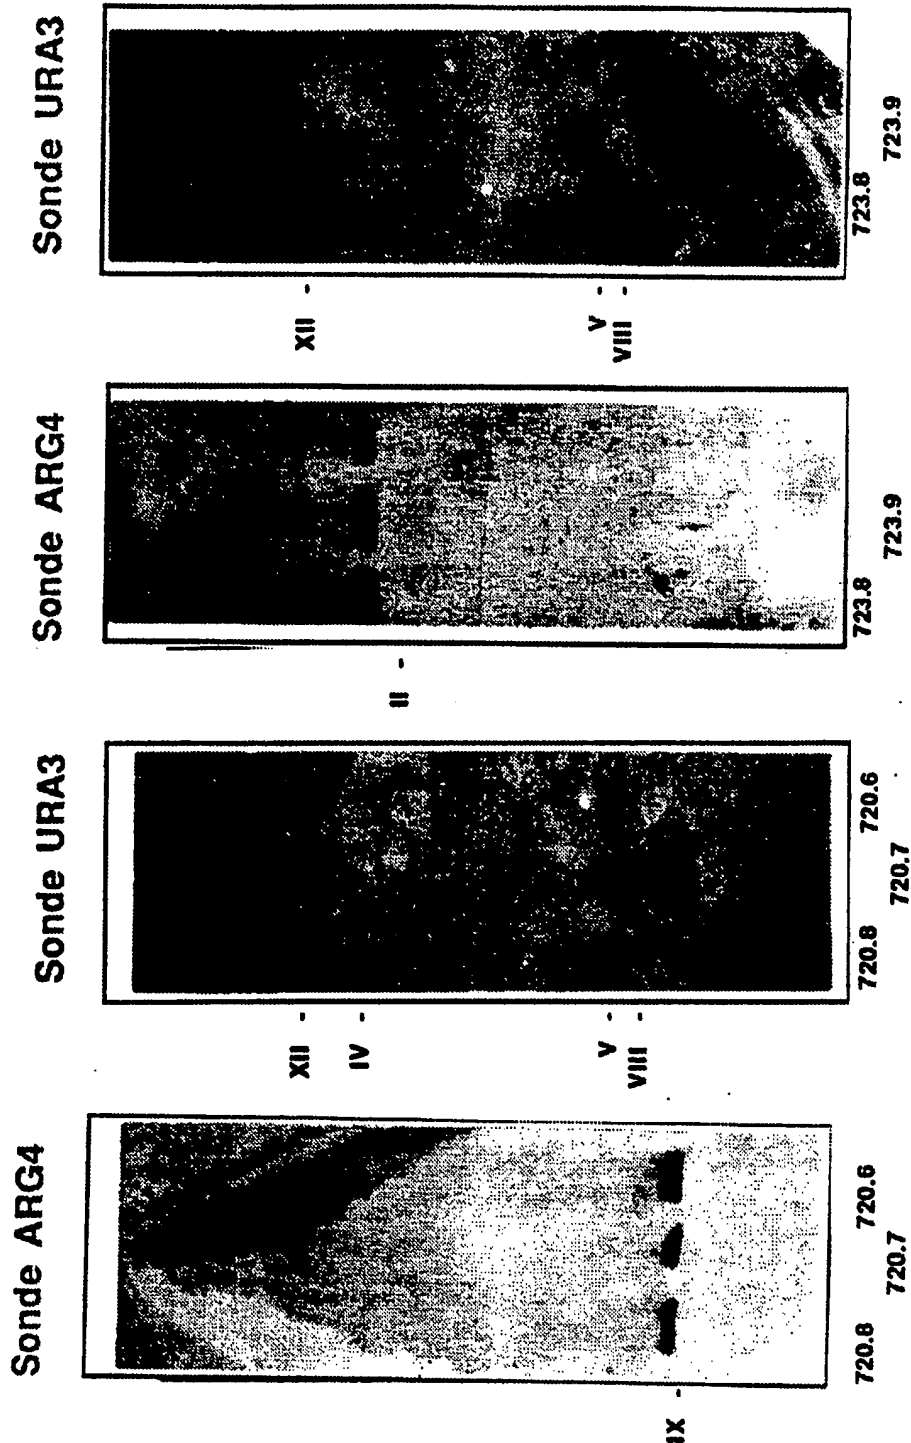 Sonde URA3
XII -
V -
VIII -
723.8
723.9
Sonde ARG4
II -
723.8
723.9
Sonde URA3
XII -
IV -
V -
VIII -
720.8
720.7
720.6
Sonde ARG4
IX -
720.8
720.7
720.6